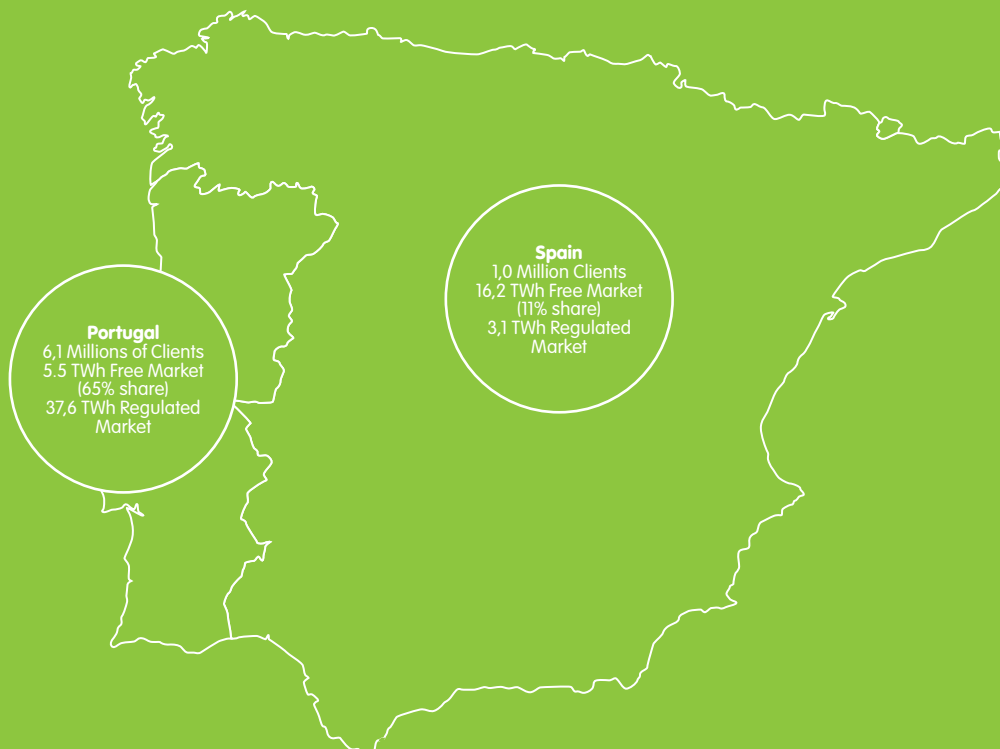 Portugal
6,1 Millions of Clients
5.5 TWh Free Market
(65% share)
37,6 TWh Regulated
Market
Spain
1,0 Million Clients
16,2 TWh Free Market
(11% share)
3,1 TWh Regulated
Market